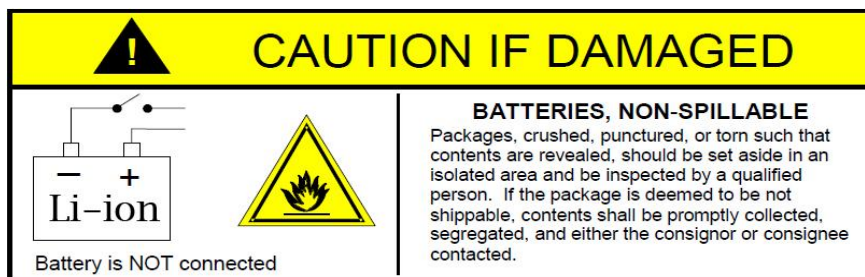 ! CAUTION IF DAMAGED
− +
Li-ion
Battery is NOT connected
BATTERIES, NON-SPILLABLE
Packages, crushed, punctured, or torn such that
contents are revealed, should be set aside in an
isolated area and be inspected by a qualified
person. If the package is deemed to be not
shippable, contents shall be promptly collected,
segregated, and either the consignor or consignee
contacted.